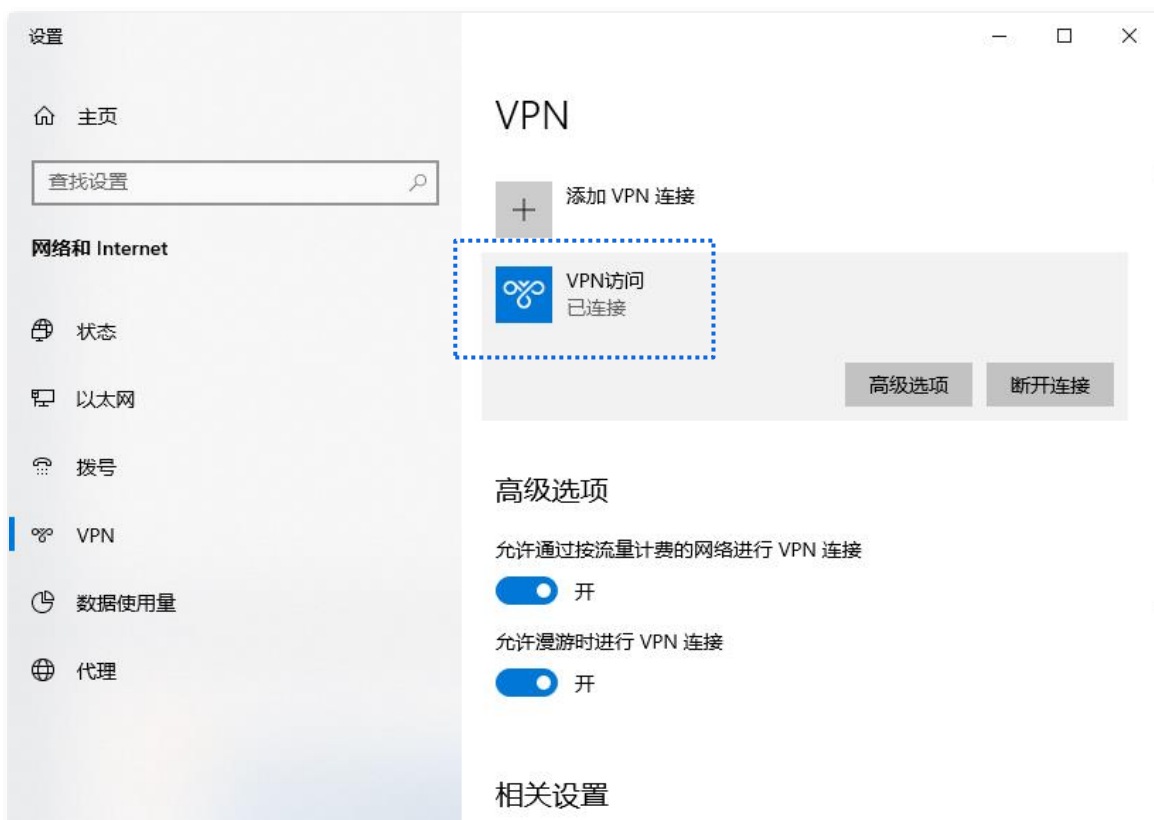 设置
主页
查找设置
网络和 Internet
状态
以太网
拨号
VPN
数据使用量
代理
VPN
添加 VPN 连接
VPN访问
已连接
高级选项
断开连接
高级选项
允许通过按流量计费的网络进行 VPN 连接
开
允许漫游时进行 VPN 连接
开
相关设置